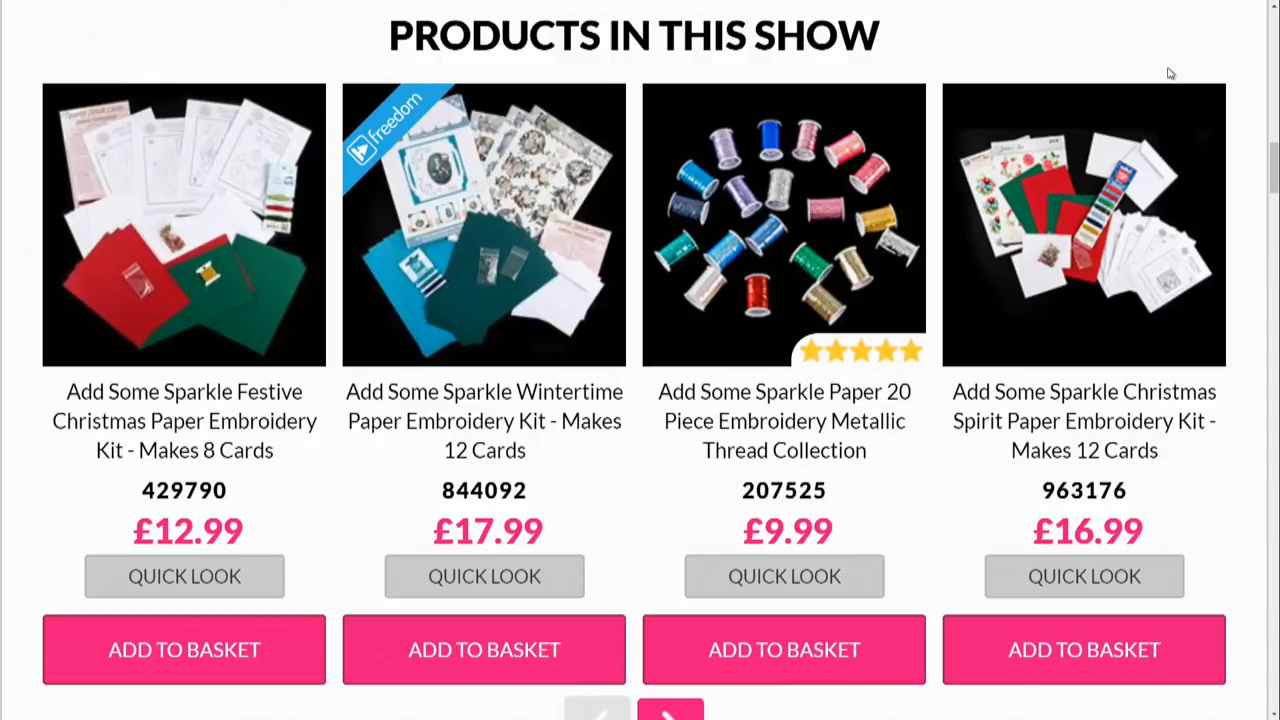 PRODUCTS IN THIS SHOW
freedom
Add Some Sparkle Festive
Christmas Paper Embroidery
Kit - Makes 8 Cards
429790
£12.99
QUICK LOOK
ADD TO BASKET
Add Some Sparkle Wintertime
Paper Embroidery Kit - Makes
12 Cards
844092
£17.99
QUICK LOOK
ADD TO BASKET
Add Some Sparkle Paper 20
Piece Embroidery Metallic
Thread Collection
207525
£9.99
QUICK LOOK
ADD TO BASKET
Add Some Sparkle Christmas
Spirit Paper Embroidery Kit -
Makes 12 Cards
963176
£16.99
QUICK LOOK
ADD TO BASKET